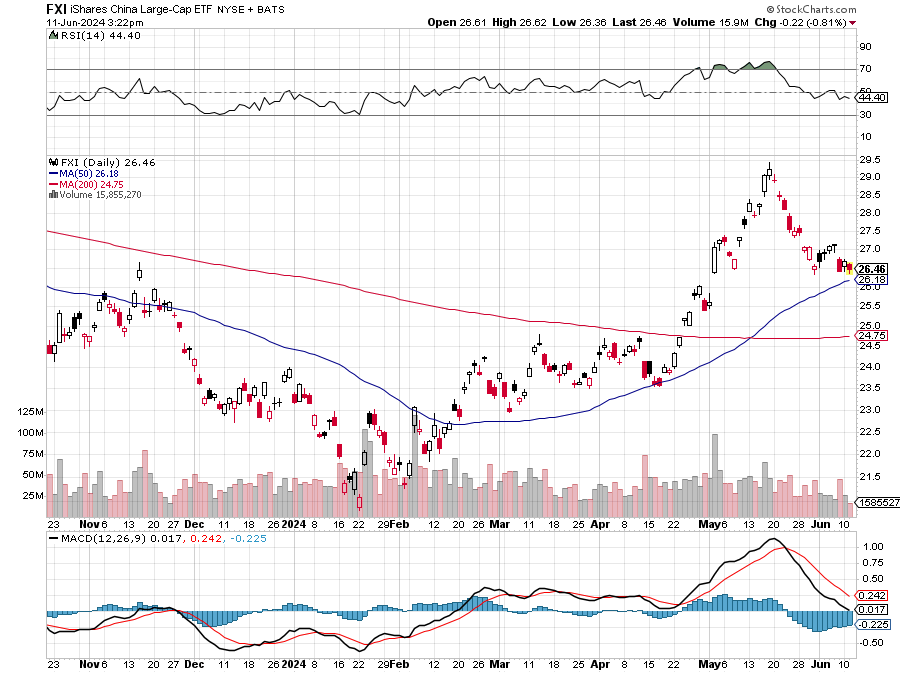 FXI iShares China Large-Cap ETF NYSE + BATS © StockCharts.com
11-Jun-2024 3:22pm Open 26.61 High 26.62 Low 26.36 Last 26.46 Volume 15.9M Chg -0.22 (-0.81%)
RSI(14) 44.40
90
70
50
44.40
30
10
FXI (Daily) 26.46
MA(50) 26.18
MA(200) 24.75
Volume 15,855,270
29.5
29.0
28.5
28.0
27.5
27.0
26.46
26.18
26.0
25.5
25.0
24.75
24.5
24.0
23.5
23.0
22.5
22.0
21.5
125M
100M
75M
50M
25M
1585527
23 Nov 6 13 20 27 Dec 11 18 26 2024 8 16 22 29 Feb 12 20 26 Mar 11 18 25 Apr 8 15 22 May 6 13 20 28 Jun 10
MACD(12,26,9) 0.017, 0.242, -0.225
1.00
0.75
0.50
0.242
0.017
-0.225
-0.50
23 Nov 6 13 20 27 Dec 11 18 26 2024 8 16 22 29 Feb 12 20 26 Mar 11 18 25 Apr 8 15 22 May 6 13 20 28 Jun 10